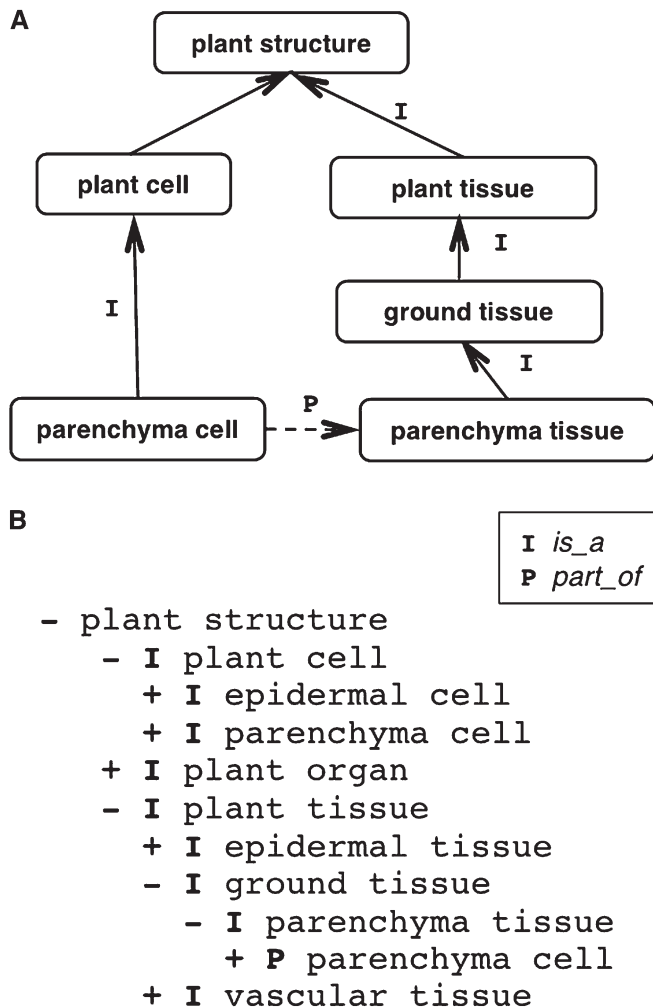 A
plant structure
I
plant cell
plant tissue
I
I
ground tissue
I
P
parenchyma cell
parenchyma tissue
B
I is_a
P part_of
- plant structure
- I plant cell
+ I epidermal cell
+ I parenchyma cell
+ I plant organ
- I plant tissue
+ I epidermal tissue
- I ground tissue
- I parenchyma tissue
+ P parenchyma cell
+ I vascular tissue